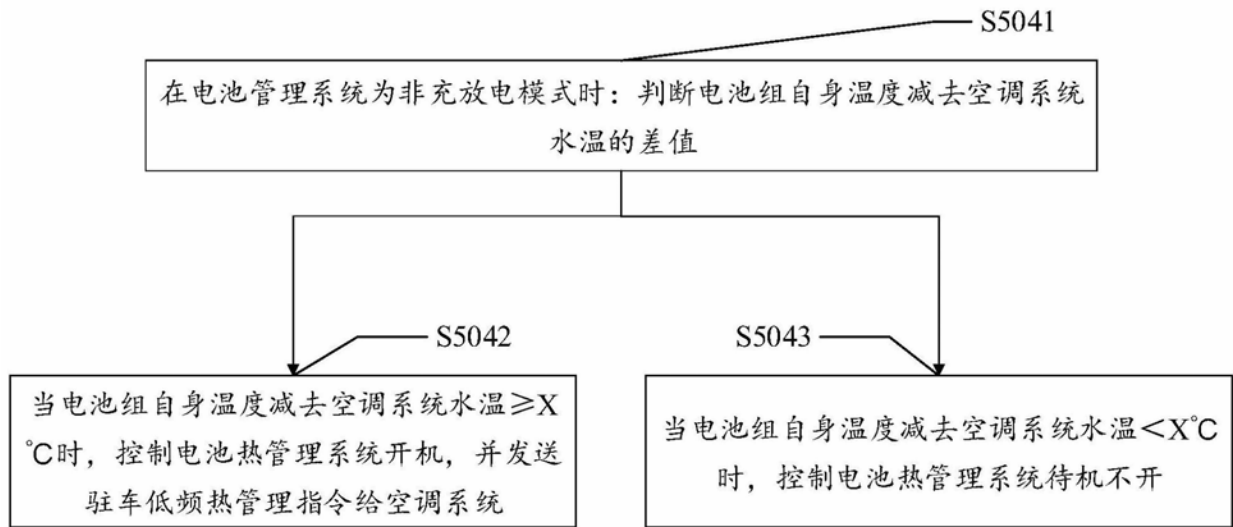 S5041
在电池管理系统为非充放电模式时：判断电池组自身温度减去空调系统
水温的差值
S5042
当电池组自身温度减去空调系统水温≥X
℃时，控制电池热管理系统开机，并发送
驻车低频热管理指令给空调系统
S5043
当电池组自身温度减去空调系统水温＜X℃
时，控制电池热管理系统待机不开